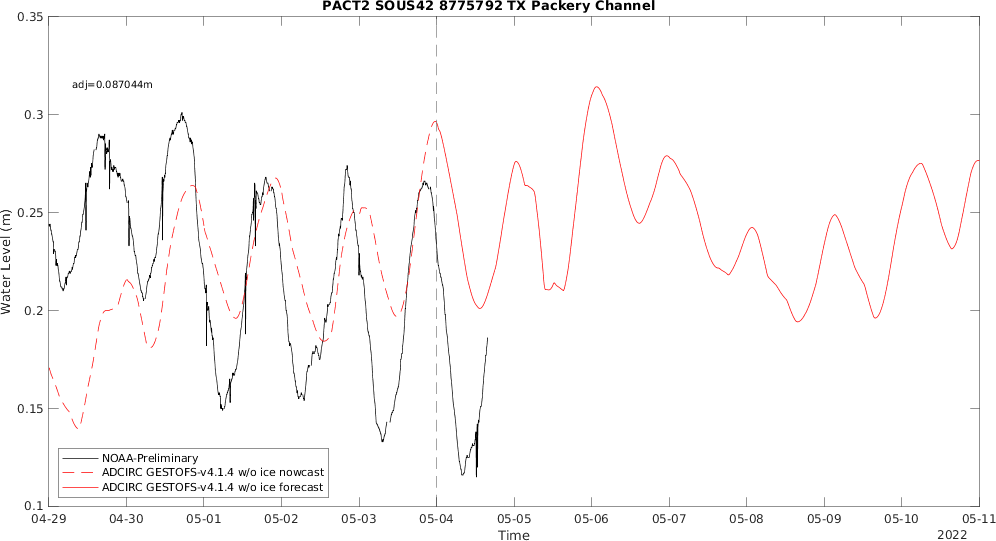 PACT2 SOUS42 8775792 TX Packery Channel
0.35
adj=0.087044m
0.3
0.25
Water Level (m)
0.2
0.15
NOAA-Preliminary
ADCIRC GESTOFS-v4.1.4 w/o ice nowcast
ADCIRC GESTOFS-v4.1.4 w/o ice forecast
0.1
04-29 04-30 05-01 05-02 05-03 05-04 05-05 05-06 05-07 05-08 05-09 05-10 05-11
Time
2022